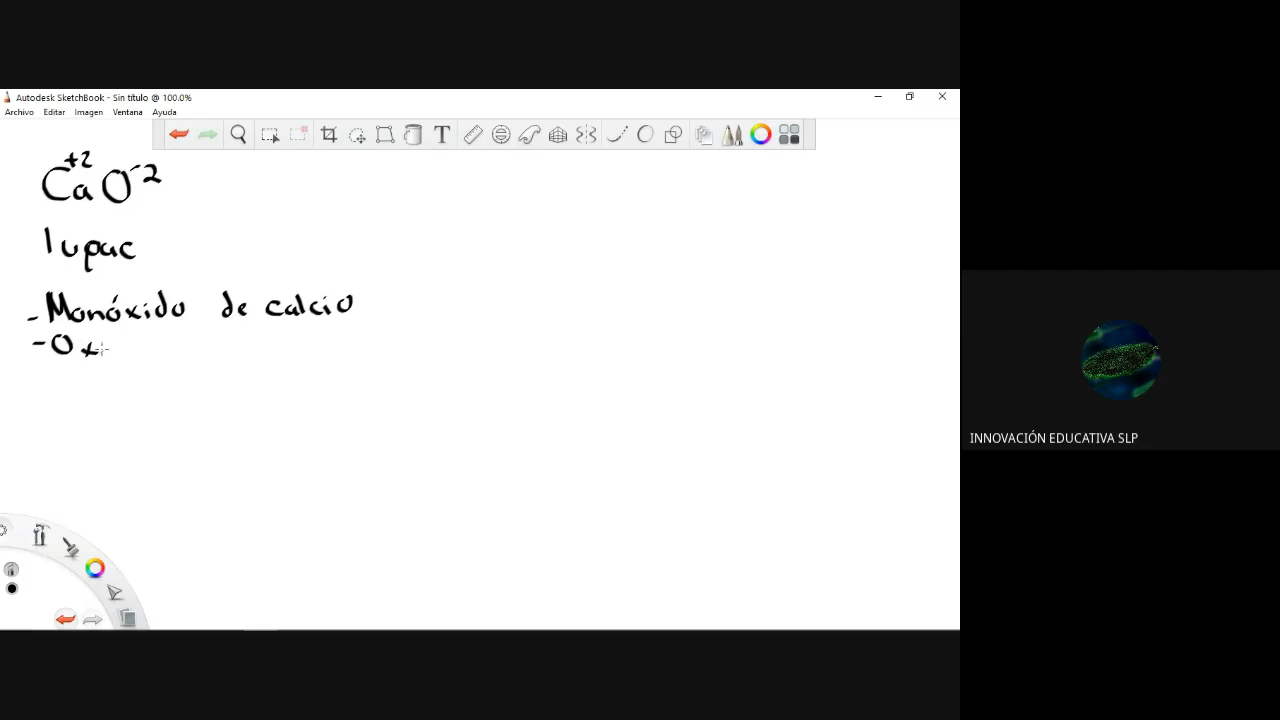 Autodesk SketchBook - Sin título @ 100.0%
Archivo Editar Imagen Ventana Ayuda
T
Ca+2 O-2
Iupac
- Monóxido de calcio
- Ox
INNOVACIÓN EDUCATIVA SLP